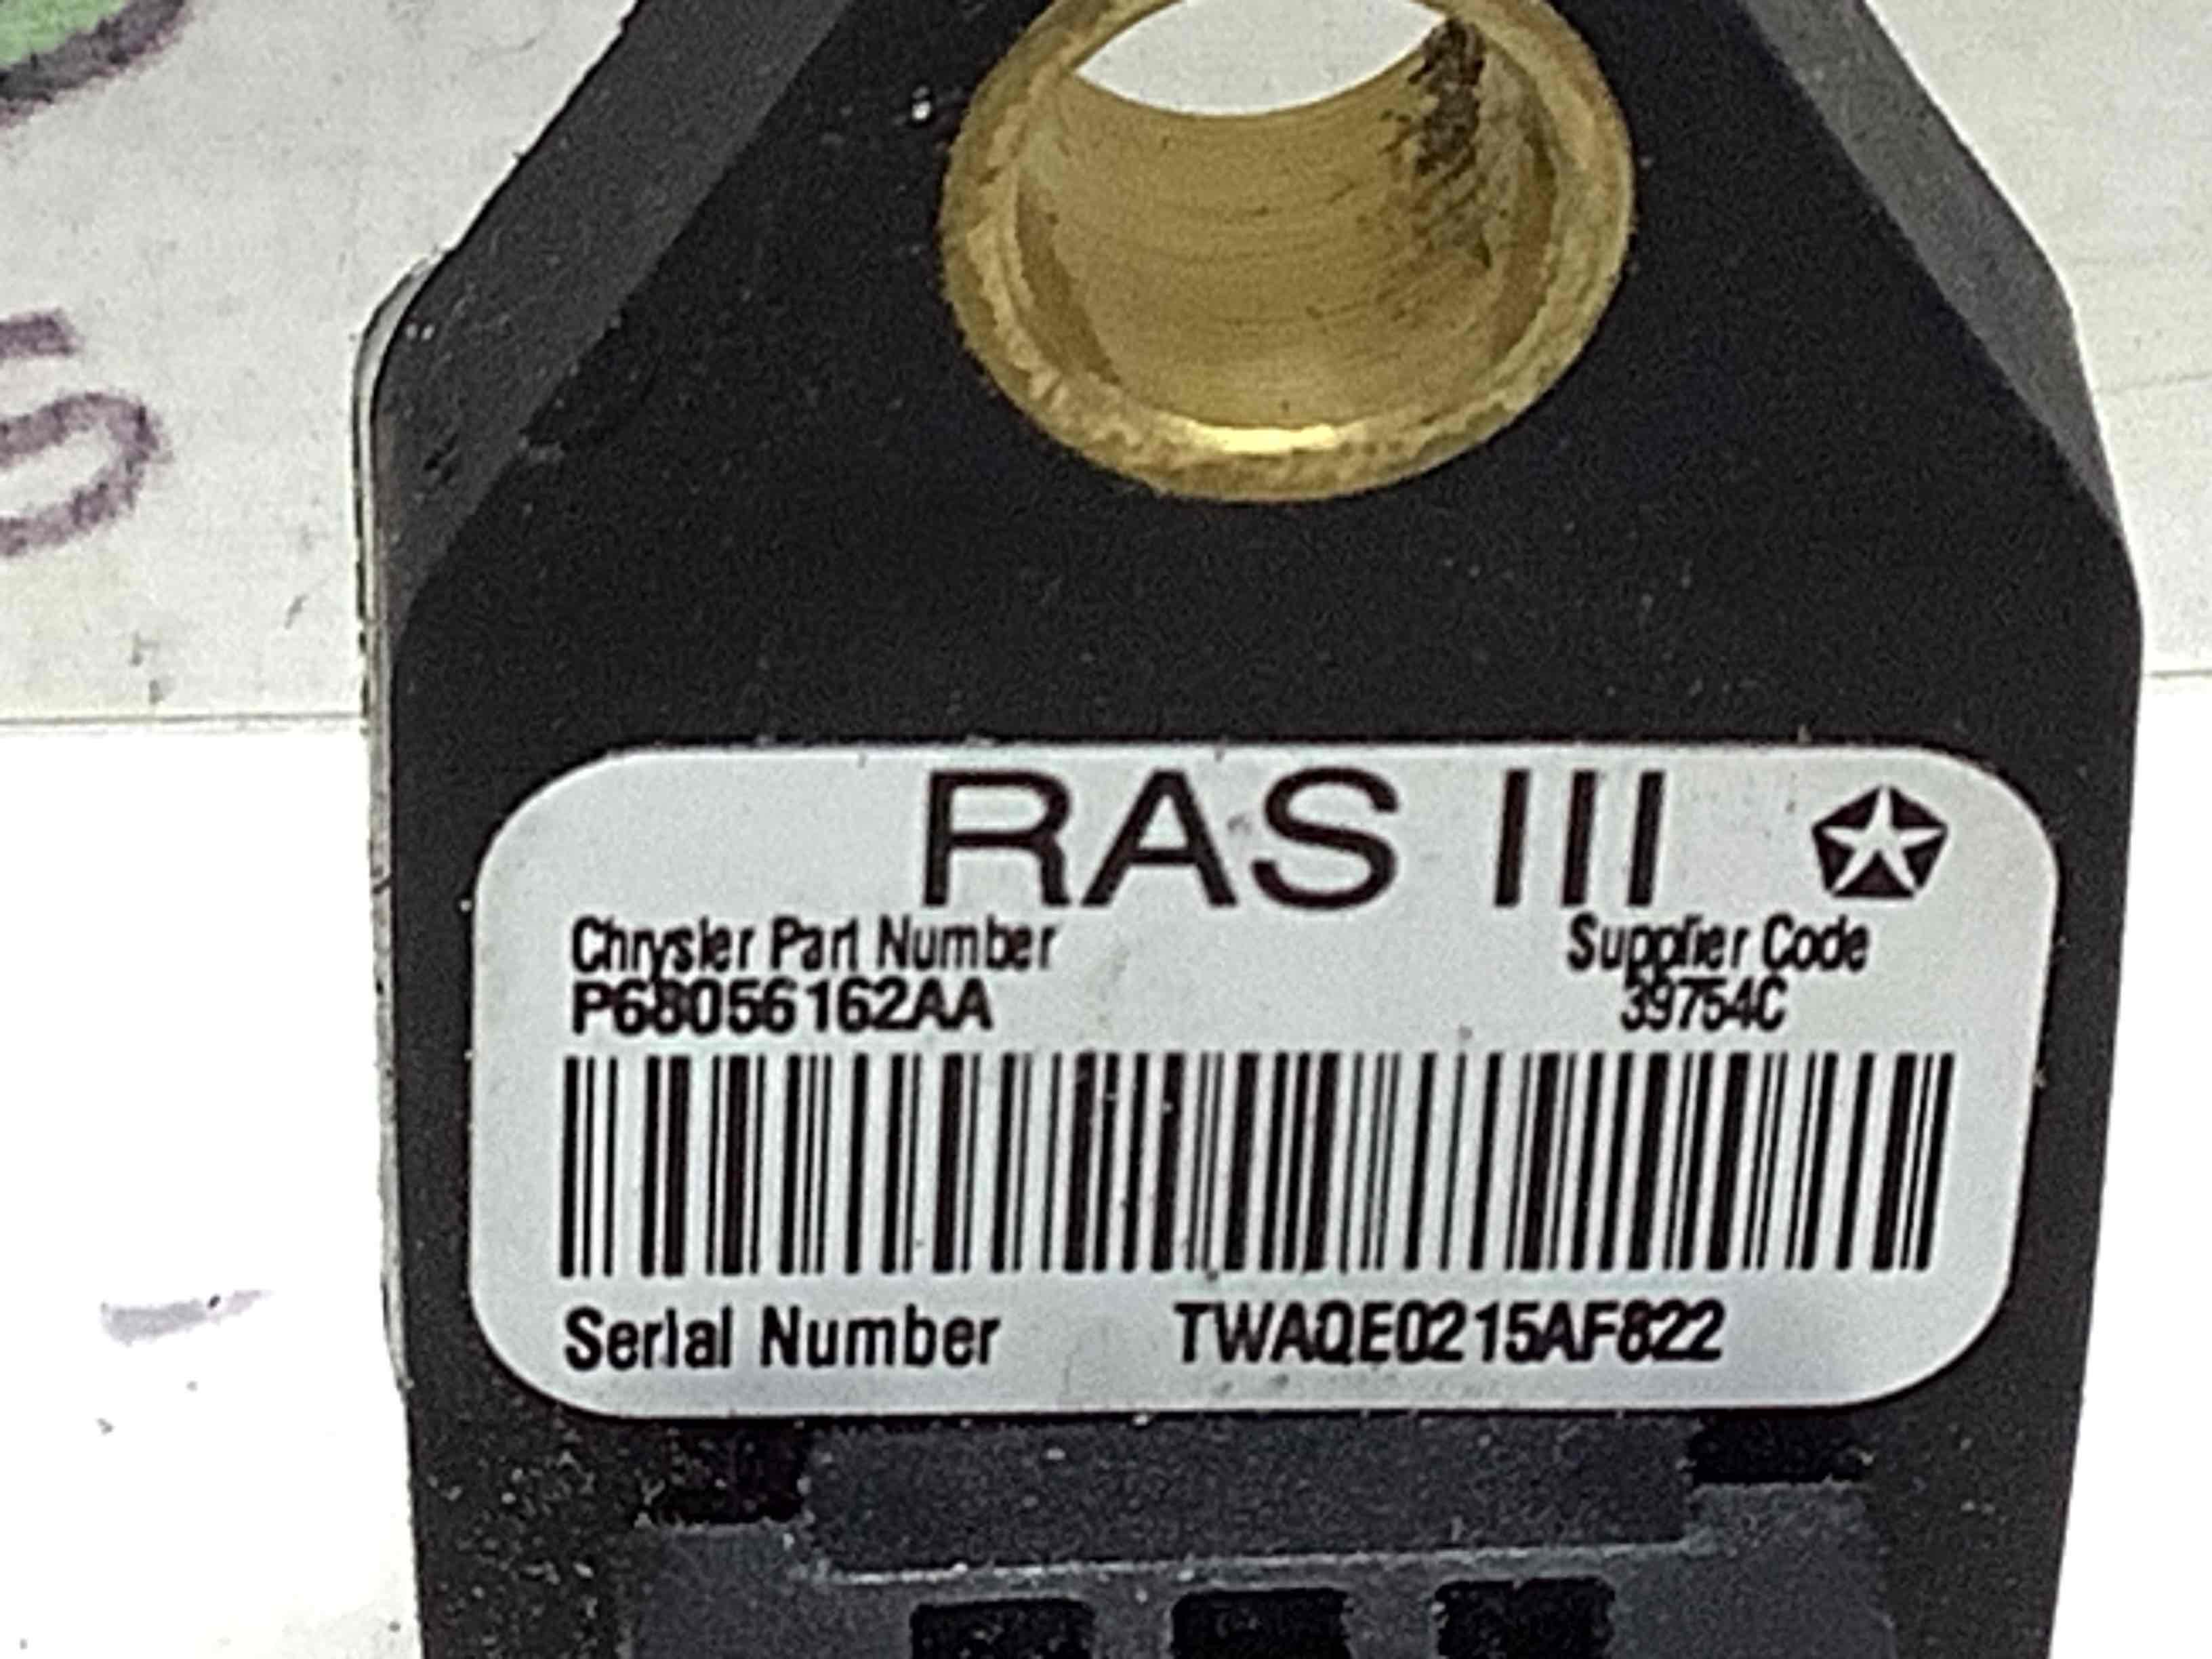 S
RAS III
Chrysler Part Number
Supplier Code
P68056162AA
39754C
Serial Number TWAQE0215AF822